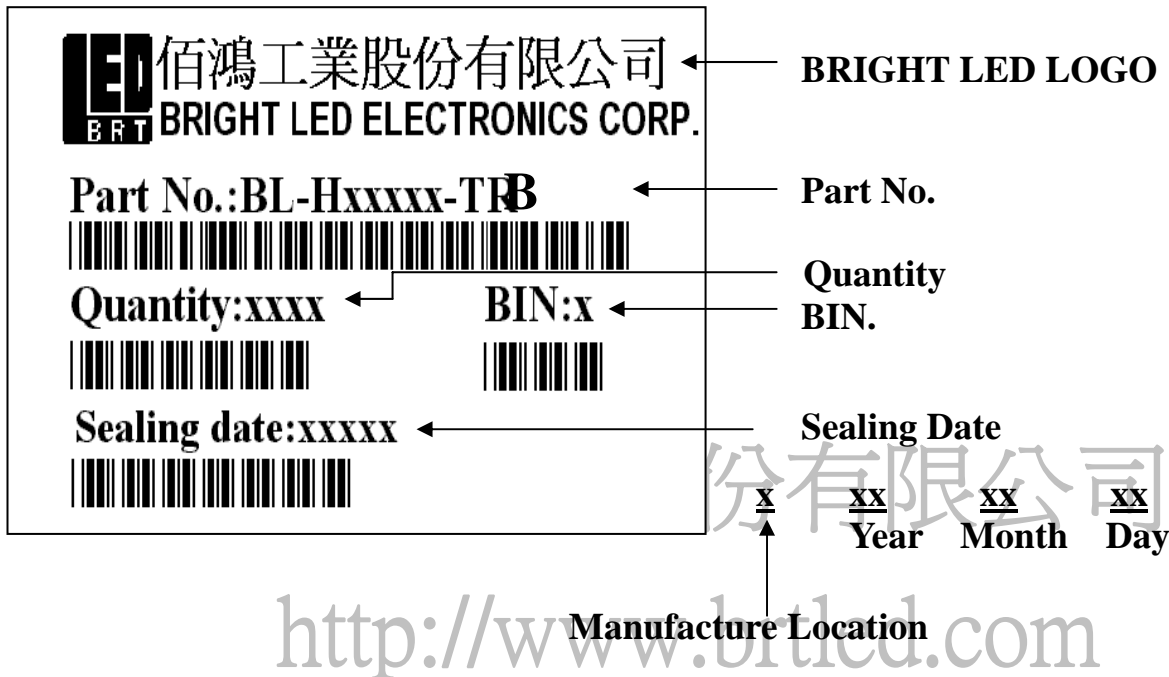 佰鴻工業股份有限公司
BRT BRIGHT LED ELECTRONICS CORP.
BRIGHT LED LOGO
Part No.:BL-Hxxxxx-TRB
Part No.
Quantity:xxxx
BIN:x
Quantity
BIN.
Sealing date:xxxxx
Sealing Date
份有限公司
x xx xx xx
Year Month Day
Manufacture Location
http://www.brtled.com